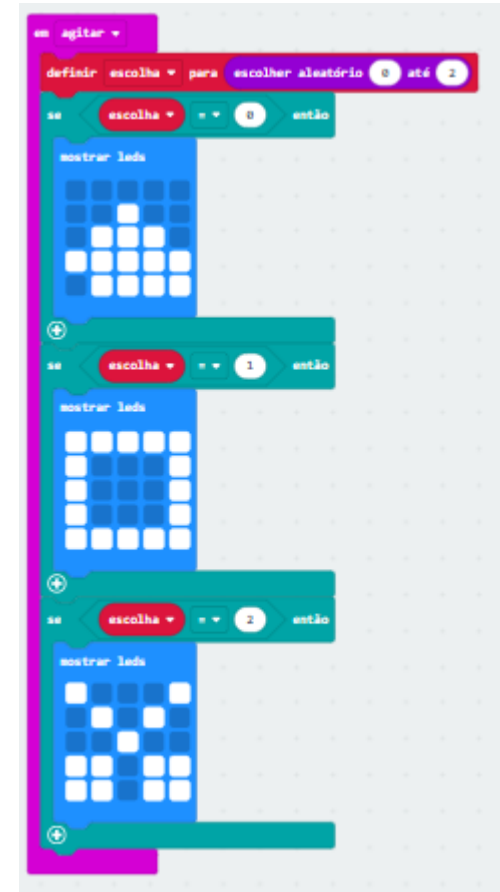 em agitar
definir escolha para escolher aleatório 0 até 2
se escolha = 0 então
mostrar leds
se escolha = 1 então
mostrar leds
se escolha = 2 então
mostrar leds